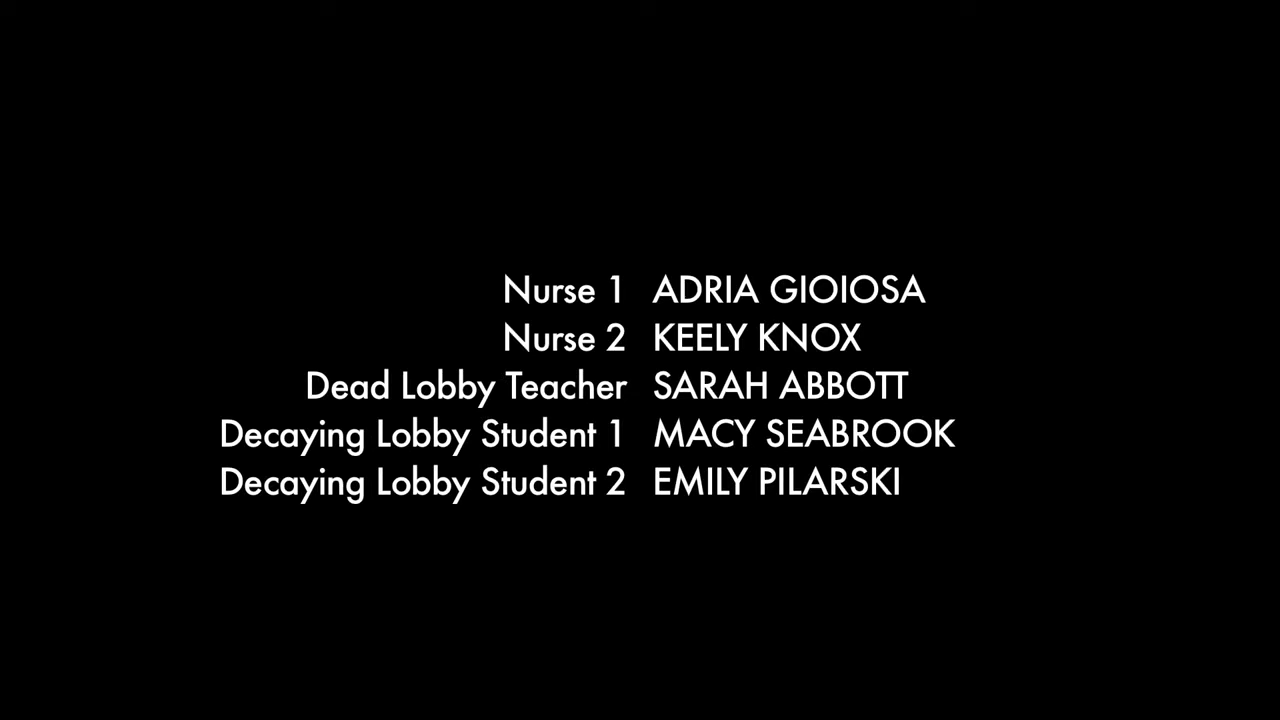 Nurse 1 ADRIA GIOIOSA
Nurse 2 KEELY KNOX
Dead Lobby Teacher SARAH ABBOTT
Decaying Lobby Student 1 MACY SEABROOK
Decaying Lobby Student 2 EMILY PILARSKI